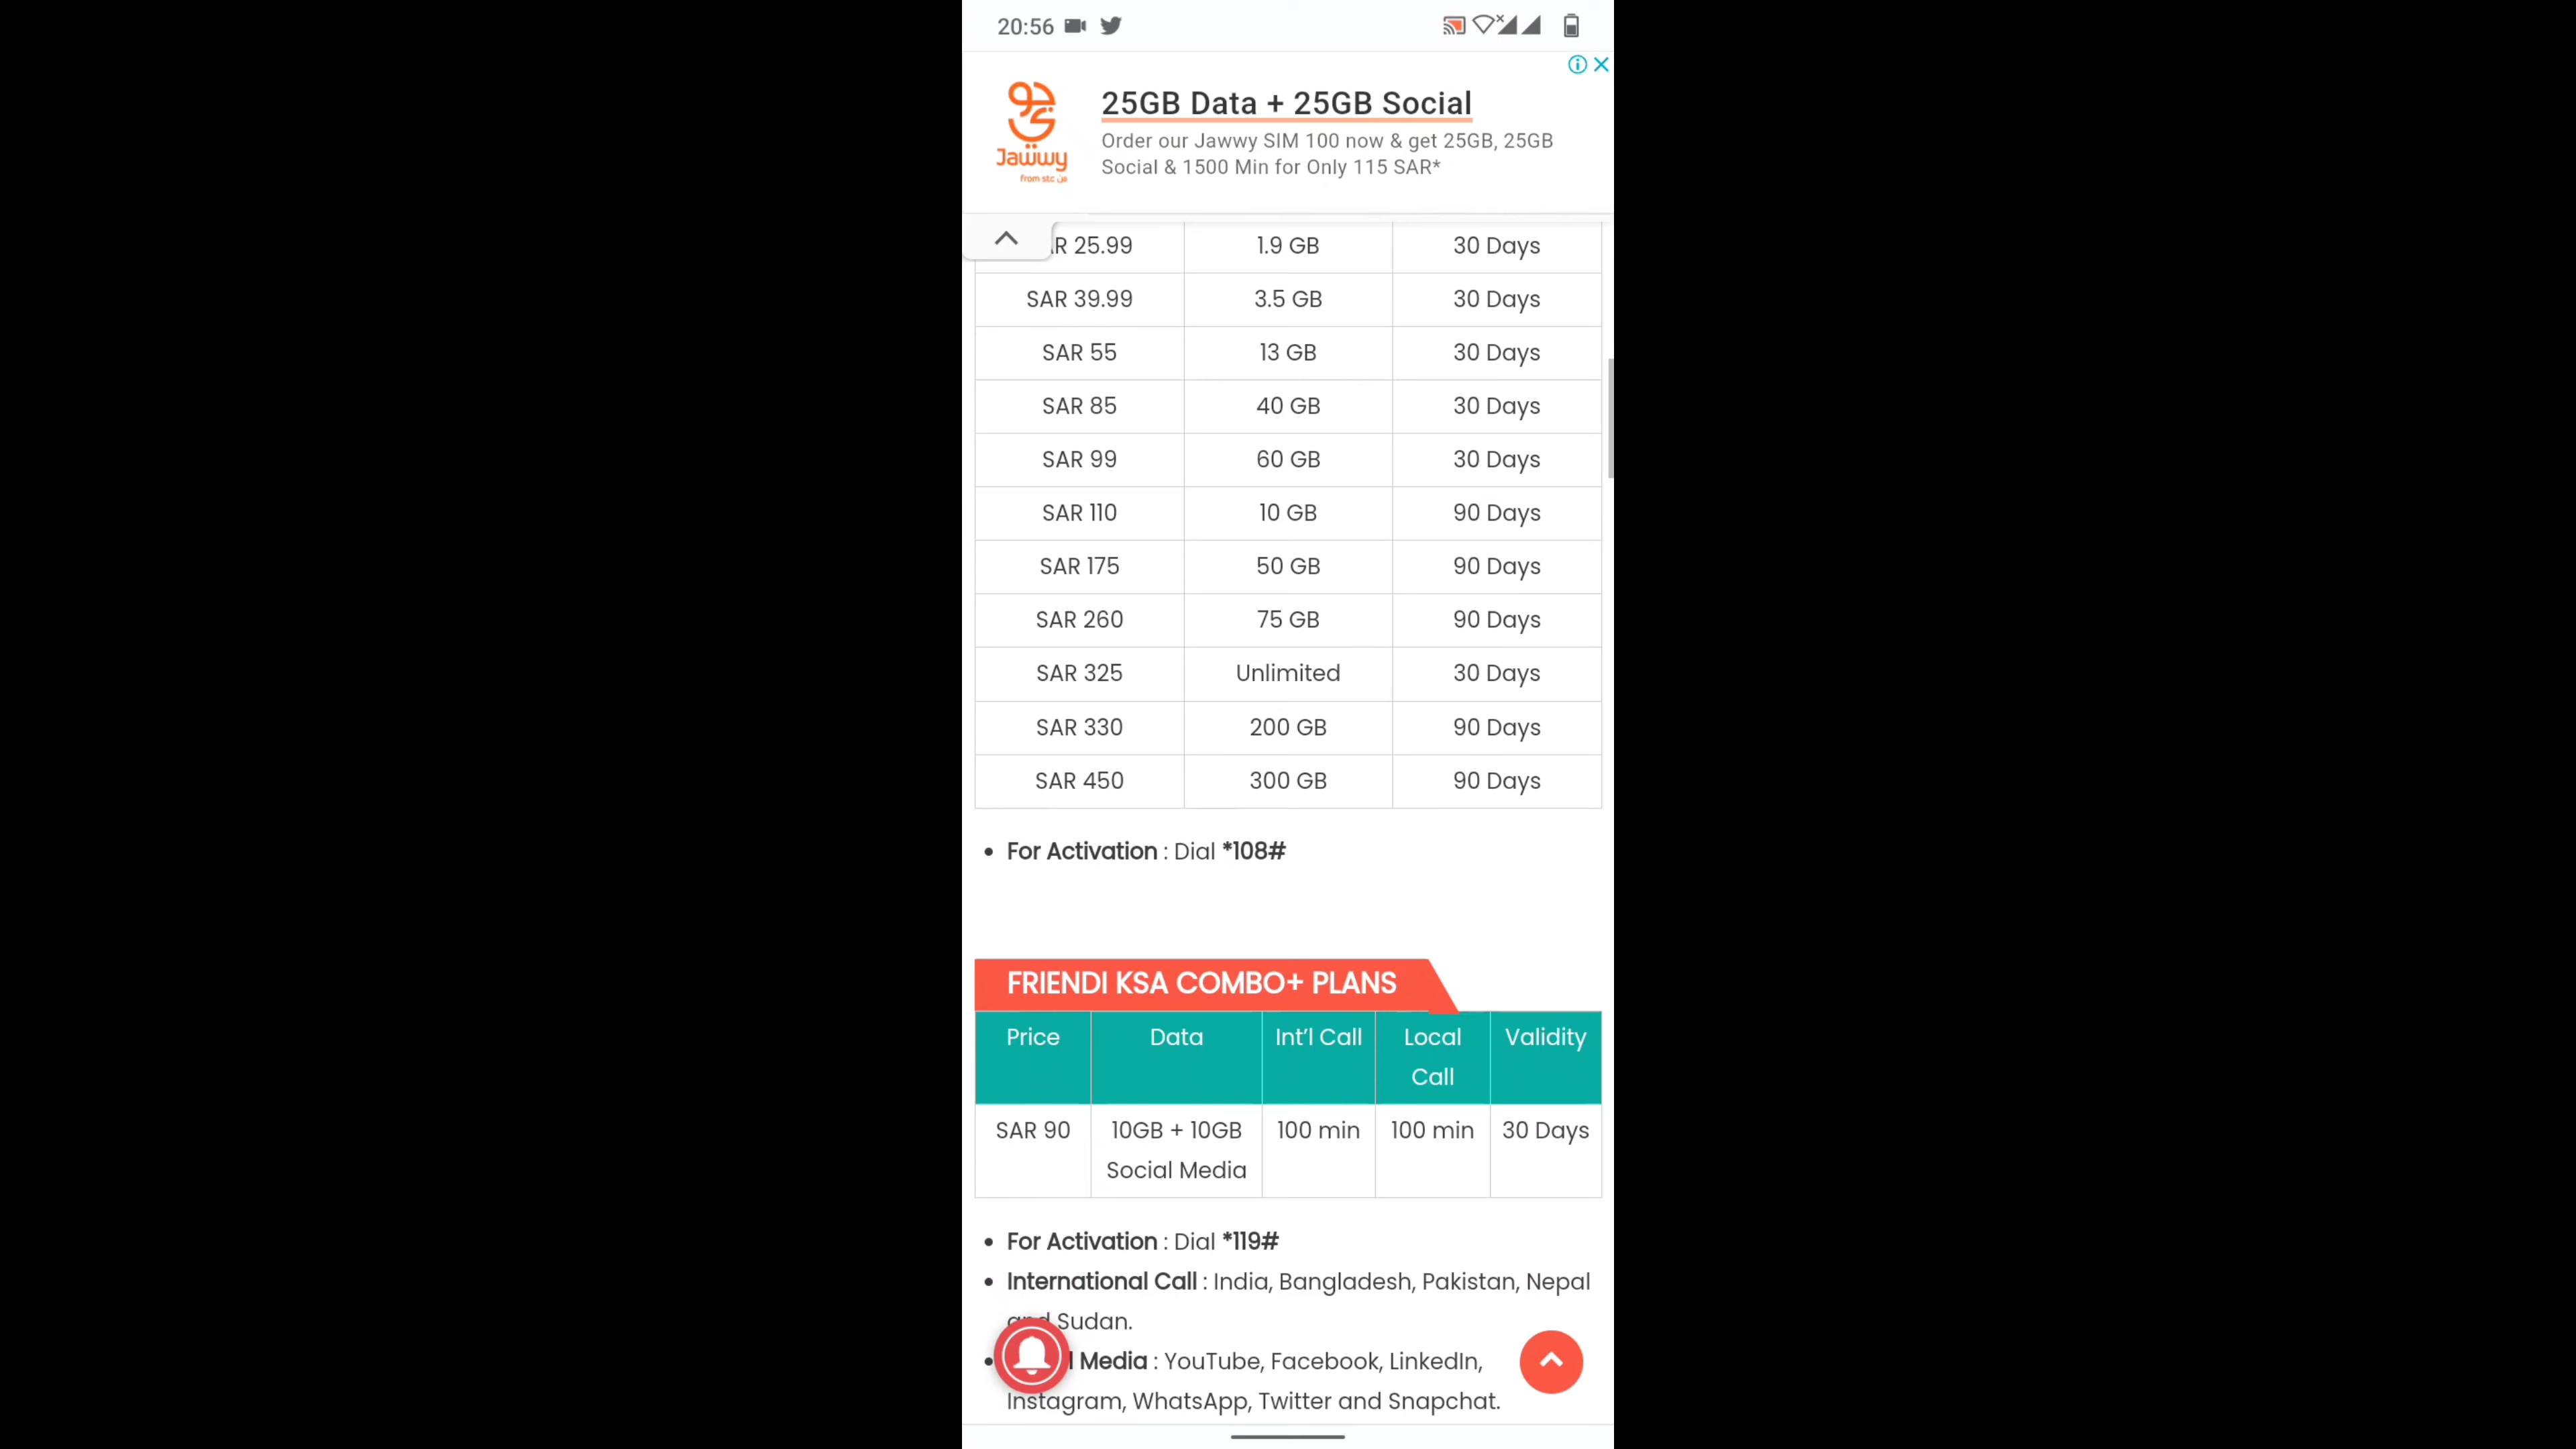 20:56
25GB Data + 25GB Social
Order our Jawwy SIM 100 now & get 25GB, 25GB
Social & 1500 Min for Only 115 SAR*
جوّي
Jawwy
from stc من
R 25.99 1.9 GB 30 Days
SAR 39.99 3.5 GB 30 Days
SAR 55 13 GB 30 Days
SAR 85 40 GB 30 Days
SAR 99 60 GB 30 Days
SAR 110 10 GB 90 Days
SAR 175 50 GB 90 Days
SAR 260 75 GB 90 Days
SAR 325 Unlimited 30 Days
SAR 330 200 GB 90 Days
SAR 450 300 GB 90 Days
• For Activation : Dial *108#
FRIENDI KSA COMBO+ PLANS
Price Data Int’l Call Local Validity
Call
SAR 90 10GB + 10GB 100 min 100 min 30 Days
Social Media
• For Activation : Dial *119#
• International Call : India, Bangladesh, Pakistan, Nepal
and Sudan.
• l Media : YouTube, Facebook, LinkedIn,
Instagram, WhatsApp, Twitter and Snapchat.